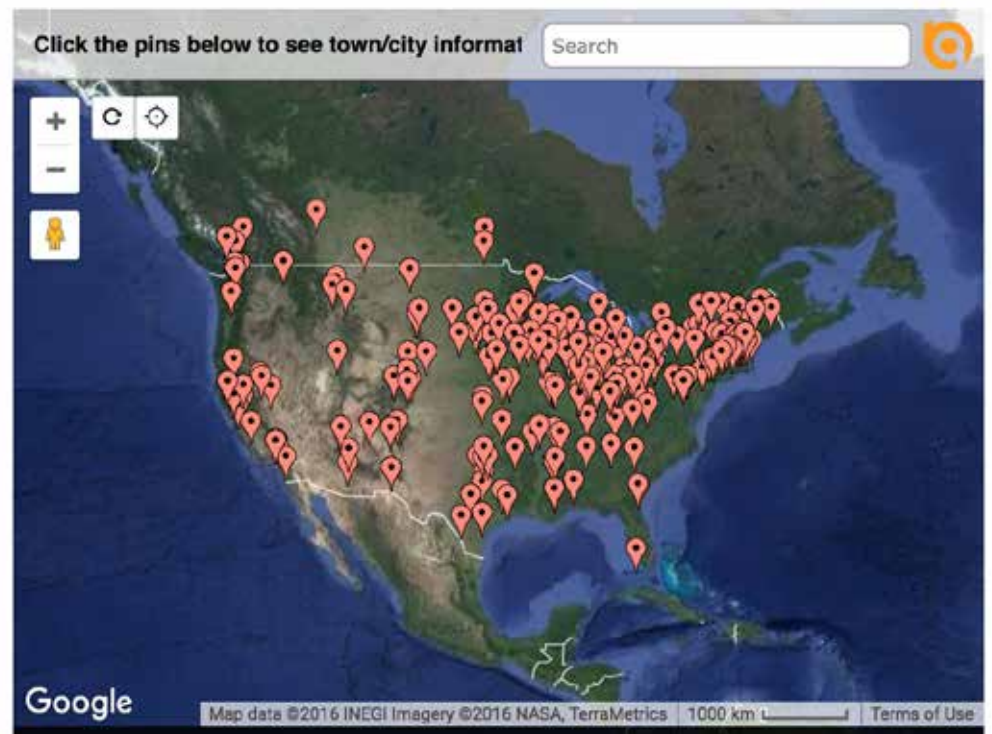 Click the pins below to see town/city informat
Search
+
−
Google
Map data ©2016 INEGI Imagery ©2016 NASA, TerraMetrics
1000 km
Terms of Use